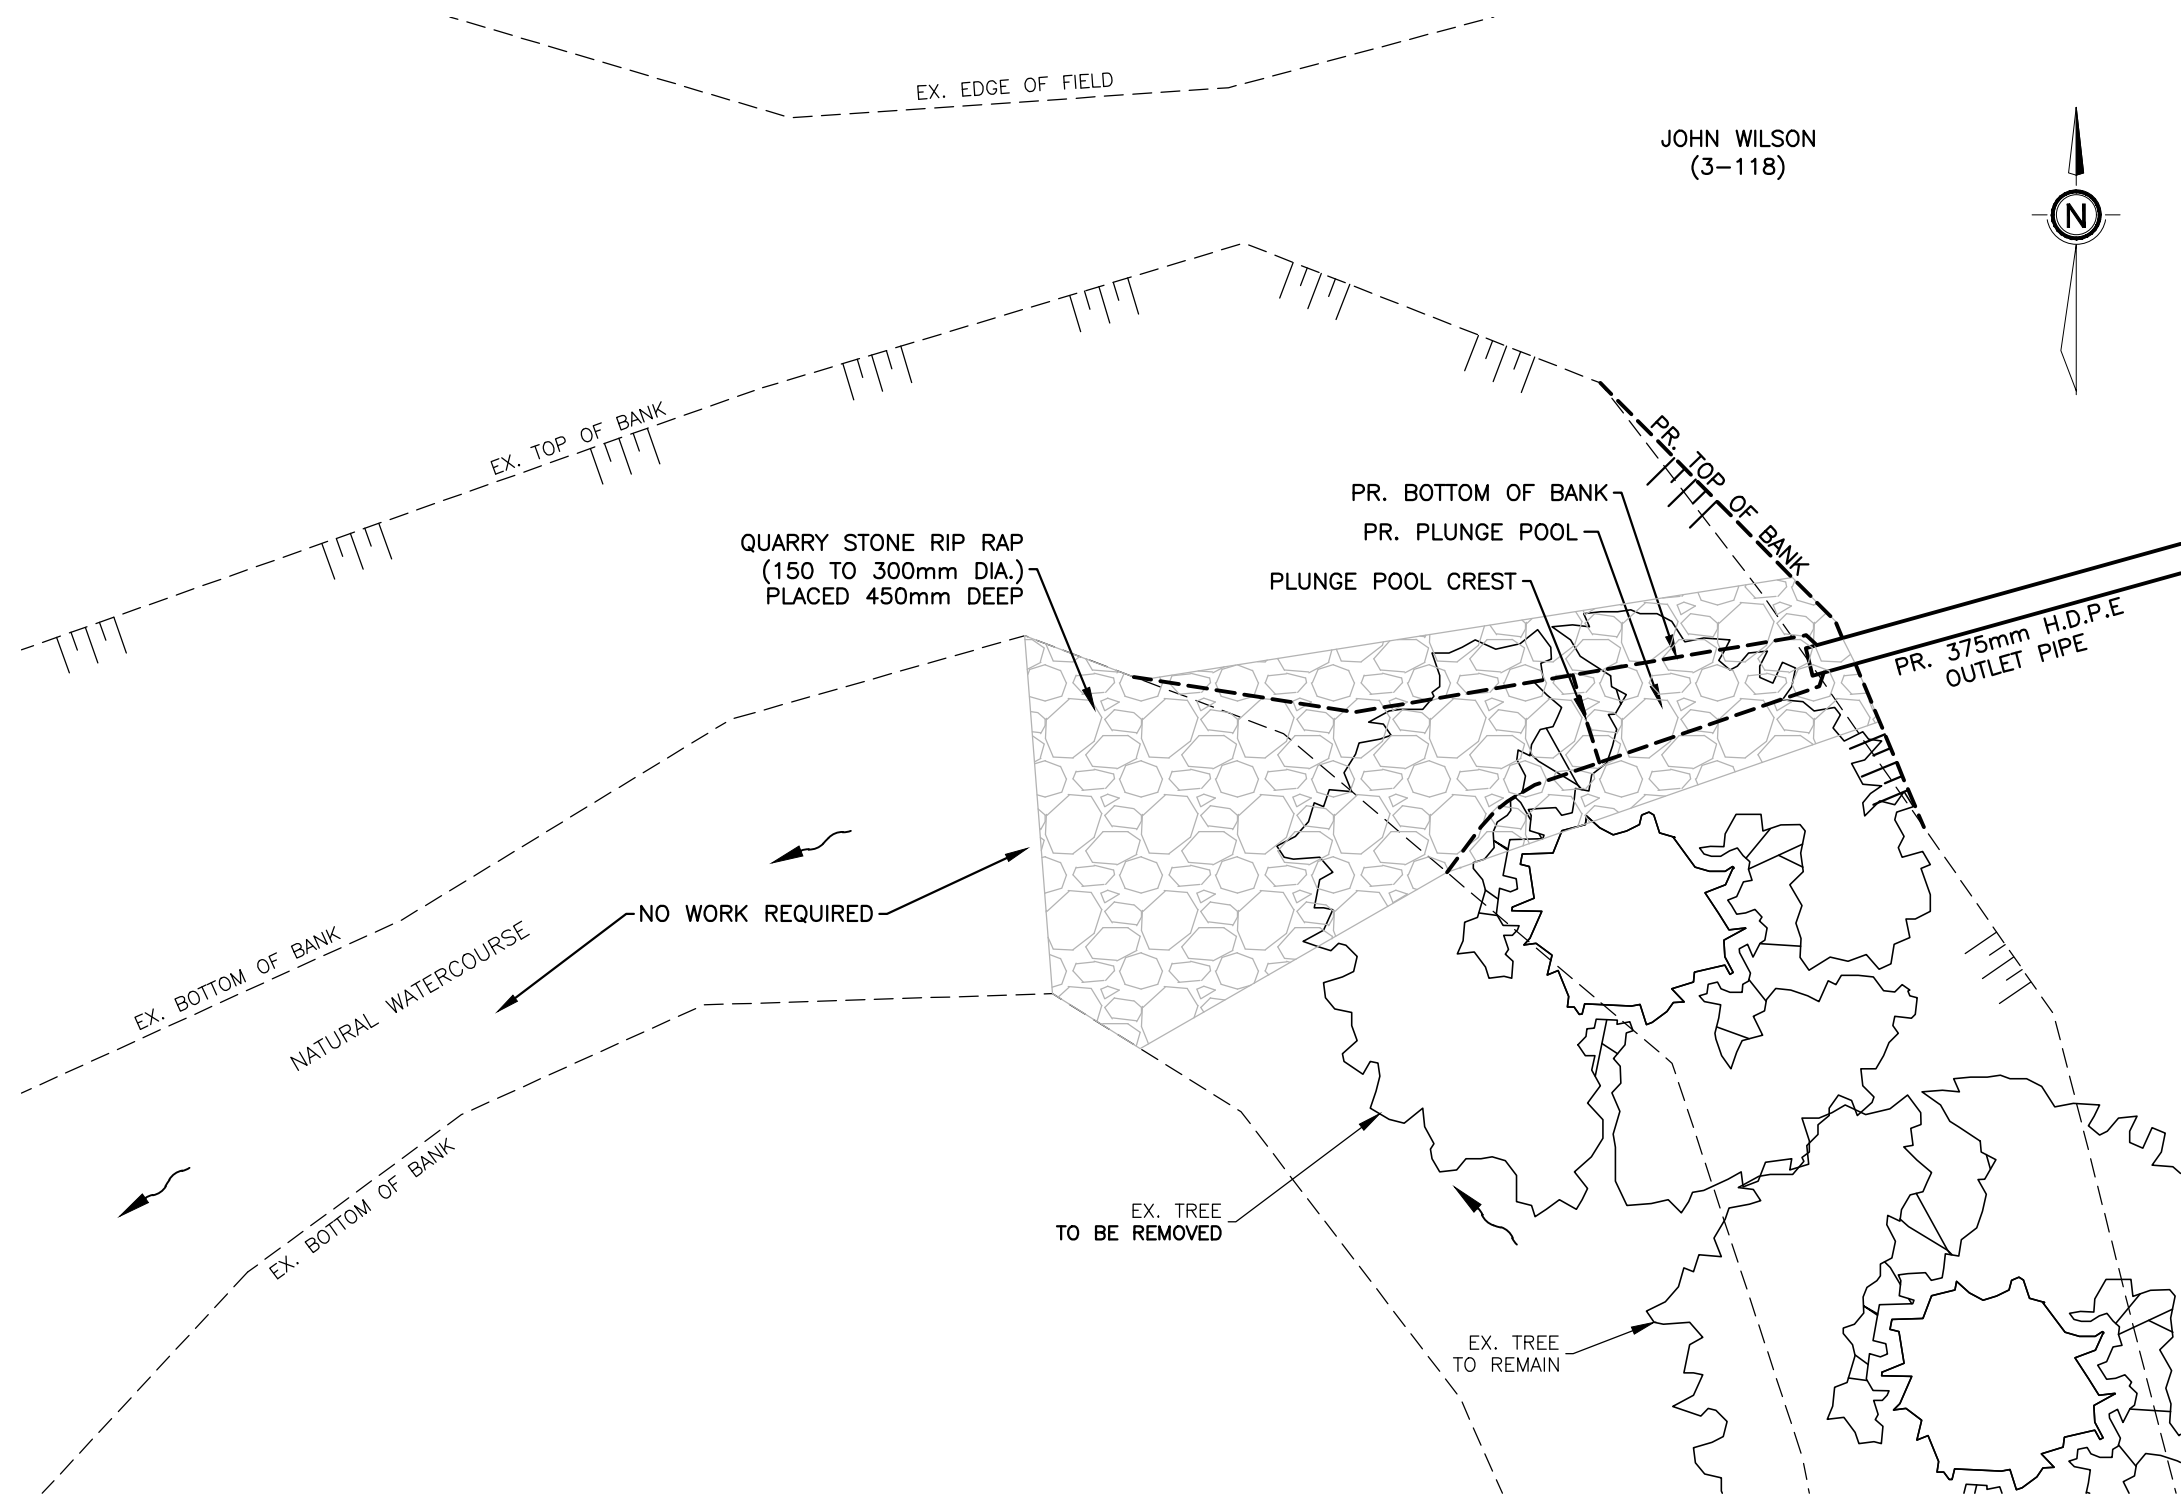 EX. EDGE OF FIELD
JOHN WILSON
(3-118)
N
EX. TOP OF BANK
PR. TOP OF BANK
PR. BOTTOM OF BANK
PR. PLUNGE POOL
PLUNGE POOL CREST
QUARRY STONE RIP RAP
(150 TO 300mm DIA.)
PLACED 450mm DEEP
PR. 375mm H.D.P.E
OUTLET PIPE
NO WORK REQUIRED
EX. BOTTOM OF BANK
NATURAL WATERCOURSE
EX. BOTTOM OF BANK
EX. TREE
TO BE REMOVED
EX. TREE
TO REMAIN